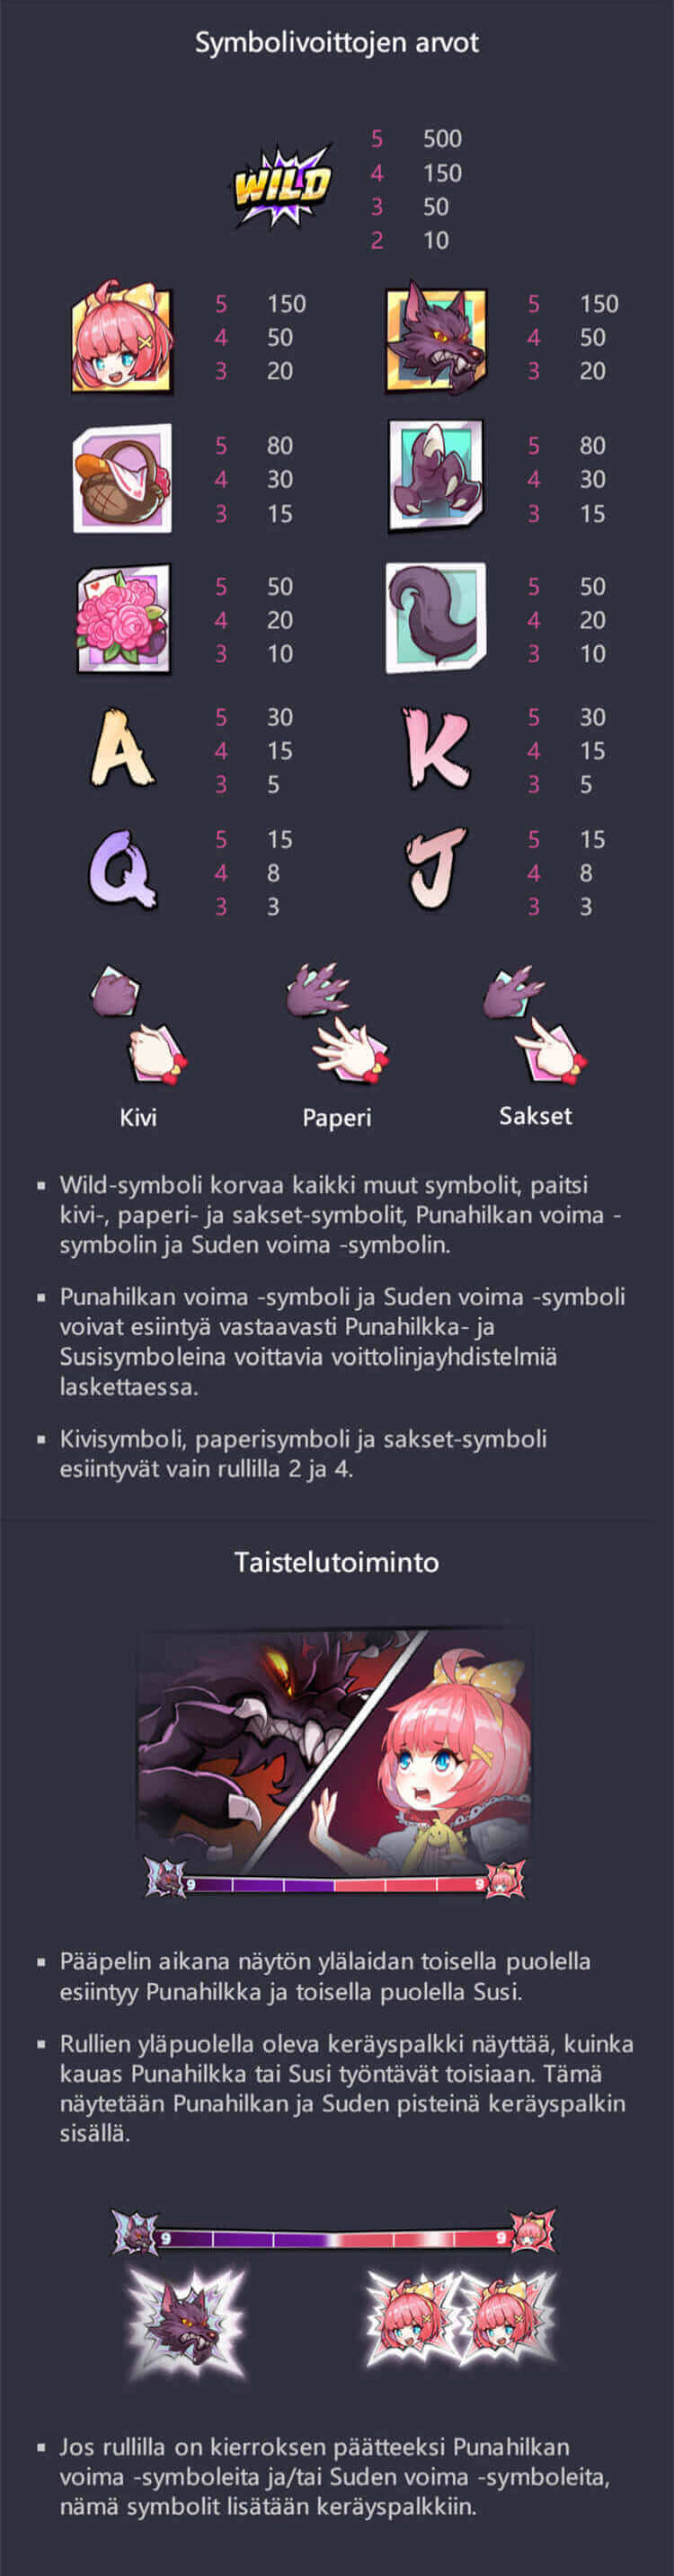 Symbolivoittojen arvot
WILD
5 500
4 150
3 50
2 10
5 150
4 50
3 20
5 150
4 50
3 20
5 80
4 30
3 15
5 80
4 30
3 15
5 50
4 20
3 10
5 50
4 20
3 10
A
5 30
4 15
3 5
K
5 30
4 15
3 5
Q
5 15
4 8
3 3
J
5 15
4 8
3 3
Kivi Paperi Sakset
▪ Wild-symboli korvaa kaikki muut symbolit, paitsi
kivi-, paperi- ja sakset-symbolit, Punahilkan voima -
symbolin ja Suden voima -symbolin.
▪ Punahilkan voima -symboli ja Suden voima -symboli
voivat esiintyä vastaavasti Punahilkka- ja
Susisymboleina voittavia voittolinjayhdistelmiä
laskettaessa.
▪ Kivisymboli, paperisymboli ja sakset-symboli
esiintyvät vain rullilla 2 ja 4.
Taistelutoiminto
9 9
▪ Pääpelin aikana näytön ylälaidan toisella puolella
esiintyy Punahilkka ja toisella puolella Susi.
▪ Rullien yläpuolella oleva keräyspalkki näyttää, kuinka
kauas Punahilkka tai Susi työntävät toisiaan. Tämä
näytetään Punahilkan ja Suden pisteinä keräyspalkin
sisällä.
9 9
▪ Jos rullilla on kierroksen päätteeksi Punahilkan
voima -symboleita ja/tai Suden voima -symboleita,
nämä symbolit lisätään keräyspalkkiin.